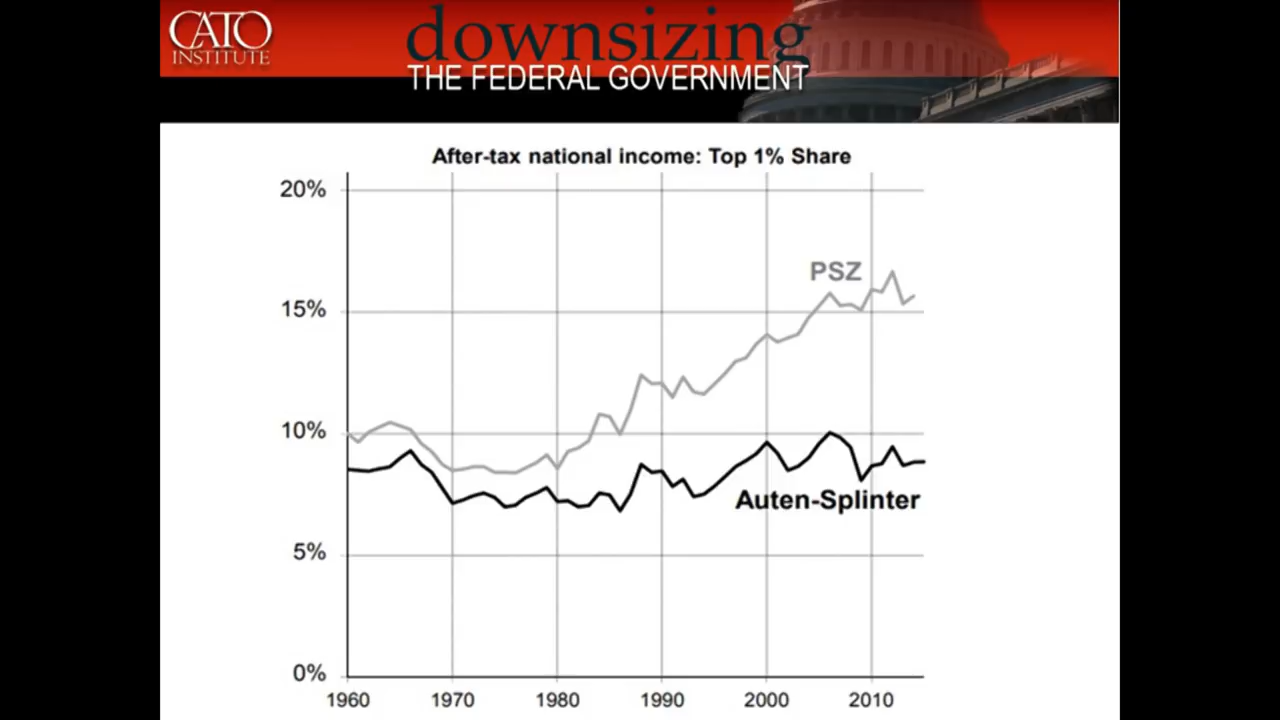 CATO
INSTITUTE
downsizing
THE FEDERAL GOVERNMENT
After-tax national income: Top 1% Share
20%
PSZ
15%
10%
Auten-Splinter
5%
0%
1960 1970 1980 1990 2000 2010